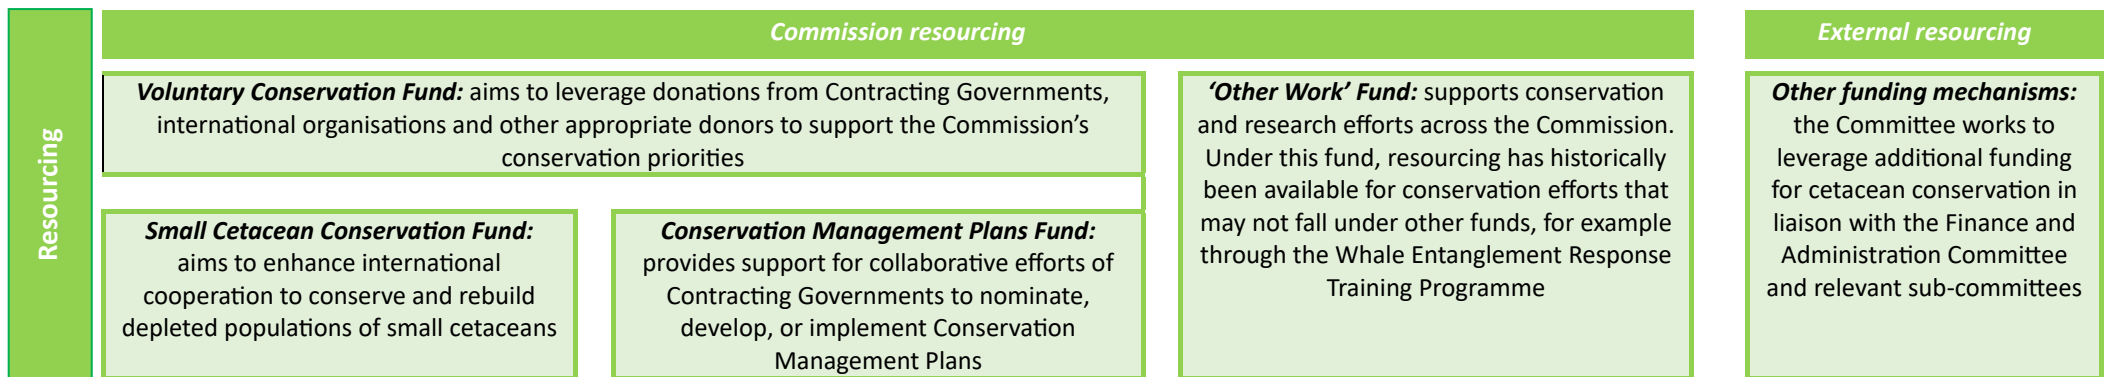 Resourcing
Commission resourcing
Voluntary Conservation Fund: aims to leverage donations from Contracting Governments,
international organisations and other appropriate donors to support the Commission’s
conservation priorities
Small Cetacean Conservation Fund:
aims to enhance international
cooperation to conserve and rebuild
depleted populations of small cetaceans
Conservation Management Plans Fund:
provides support for collaborative efforts of
Contracting Governments to nominate,
develop, or implement Conservation
Management Plans
‘Other Work’ Fund: supports conservation
and research efforts across the Commission.
Under this fund, resourcing has historically
been available for conservation efforts that
may not fall under other funds, for example
through the Whale Entanglement Response
Training Programme
External resourcing
Other funding mechanisms:
the Committee works to
leverage additional funding
for cetacean conservation in
liaison with the Finance and
Administration Committee
and relevant sub-committees